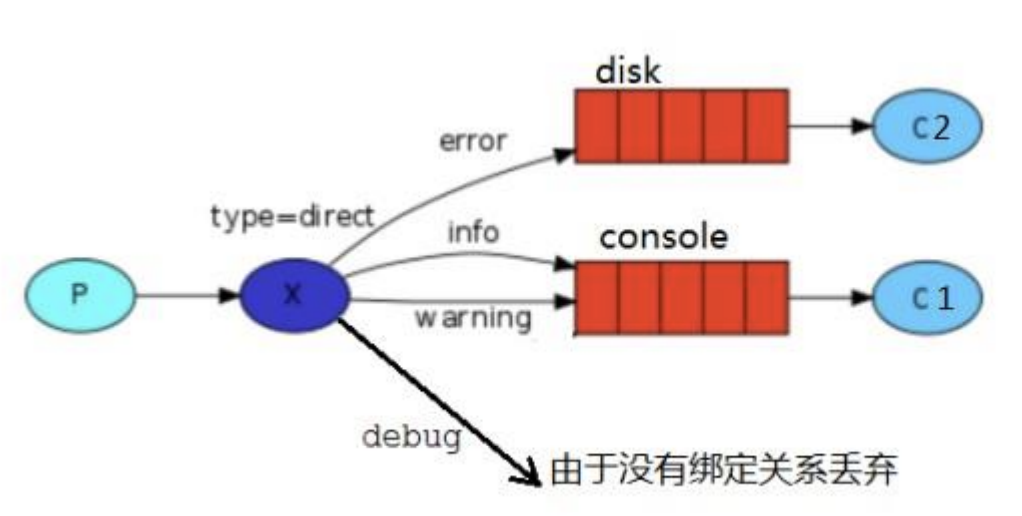 disk
C2
error
type=direct
info
console
P
X
C1
warning
debug
由于没有绑定关系丢弃